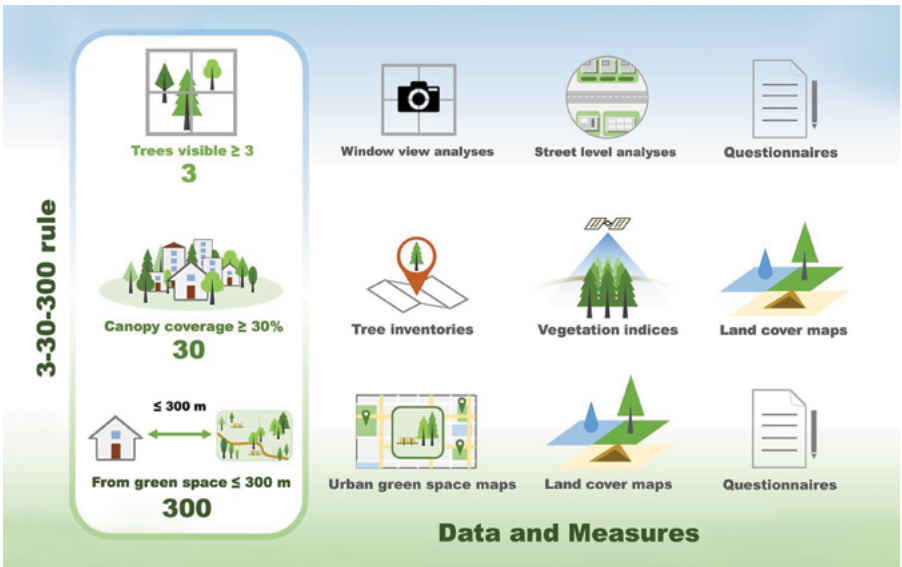 3-30-300 rule
Trees visible ≥ 3
3
Window view analyses
Street level analyses
Questionnaires
Canopy coverage ≥ 30%
30
Tree inventories
Vegetation indices
Land cover maps
≤ 300 m
From green space ≤ 300 m
300
Urban green space maps
Land cover maps
Questionnaires
Data and Measures